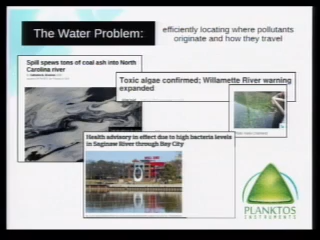 The Water Problem:
efficiently locating where pollutants
originate and how they travel
Spill spews tons of coal ash into North
Carolina river
Toxic algae confirmed; Willamette River warning
expanded
Health advisory in effect due to high bacteria levels
in Saginaw River through Bay City
PLANKTOS
INSTRUMENTS